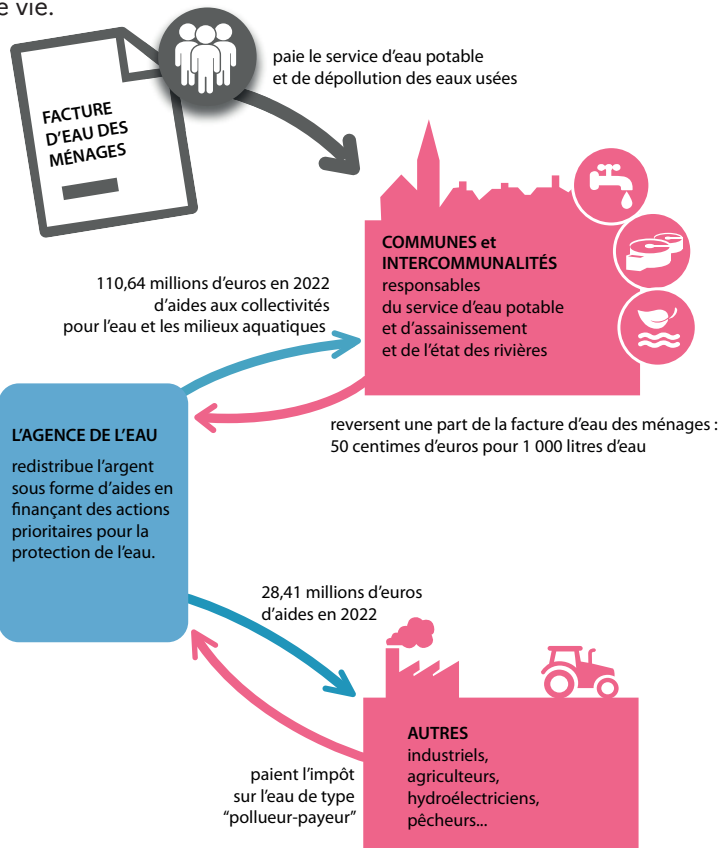 e vie.
paie le service d'eau potable
et de dépollution des eaux usées
FACTURE
D'EAU DES
MÉNAGES
COMMUNES et
INTERCOMMUNALITÉS
responsables
du service d'eau potable
et d'assainissement
et de l'état des rivières
110,64 millions d'euros en 2022
d'aides aux collectivités
pour l'eau et les milieux aquatiques
reversent une part de la facture d'eau des ménages :
50 centimes d'euros pour 1 000 litres d'eau
L'AGENCE DE L'EAU
redistribue l'argent
sous forme d'aides en
finançant des actions
prioritaires pour la
protection de l'eau.
28,41 millions d'euros
d'aides en 2022
paient l'impôt
sur l'eau de type
“pollueur-payeur”
AUTRES
industriels,
agriculteurs,
hydroélectriciens,
pêcheurs...